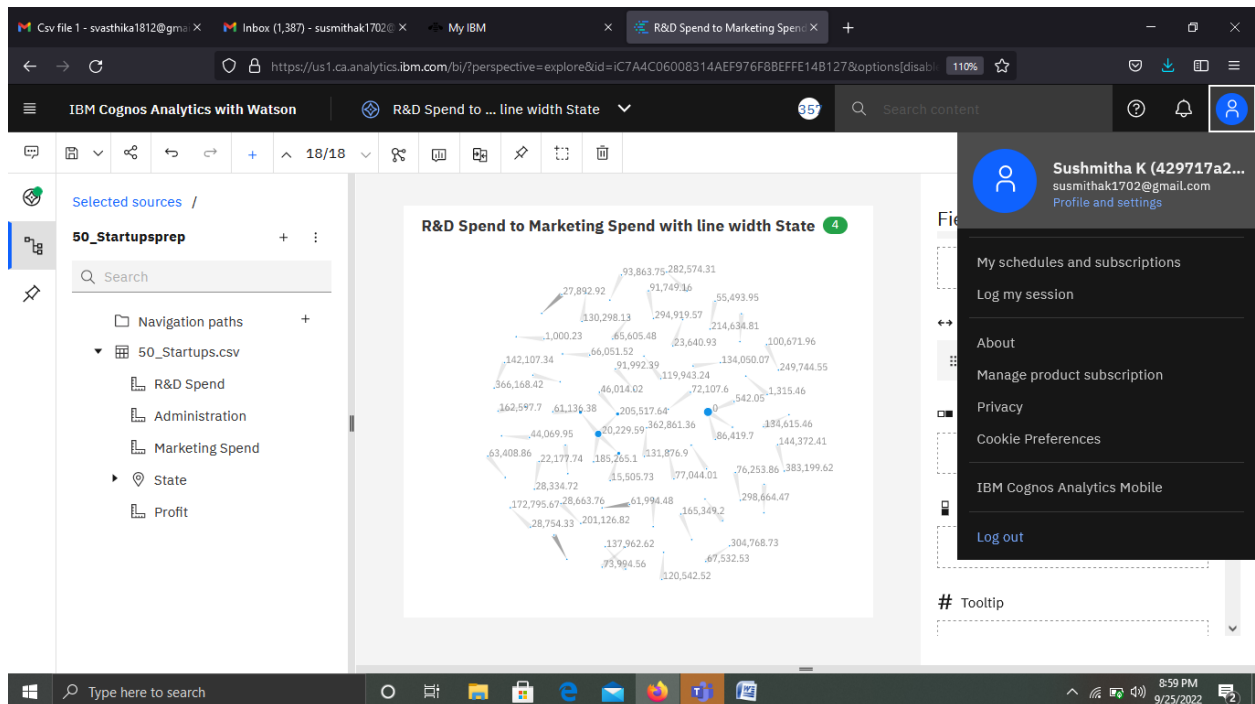 Csv file 1 - svasthika1812@gma
Inbox (1,387) - susmithak1702@
My IBM
R&D Spend to Marketing Spend
https://us1.ca.analytics.ibm.com/bi/?perspective=explore&id=iC7A4C06008314AEF976F8BEFFE14B127&options[disabl
110%
IBM Cognos Analytics with Watson
R&D Spend to ... line width State
357
Search content
18/18
Sushmitha K (429717a2...
susmithak1702@gmail.com
Profile and settings
Selected sources /
50_Startupsprep
Search
Navigation paths
50_Startups.csv
R&D Spend
Administration
Marketing Spend
State
Profit
R&D Spend to Marketing Spend with line width State 4
93,863.75 282,574.31
27,892.92 91,749.16
55,493.95
130,298.13 294,919.57
214,634.81
1,000.23 65,605.48 23,640.93 100,671.96
66,051.52
142,107.34 91,992.39 134,050.07 249,744.55
119,943.24
366,168.42 46,014.02 72,107.6 1,315.46
542.05
162,597.7 61,136.38 205,517.64 0
134,615.46
44,069.95 20,229.59 362,861.36 86,419.7 144,372.41
63,408.86 22,177.74 185,265.1 131,876.9
76,253.86 383,199.62
15,505.73 77,044.01
28,334.72
172,795.67 28,663.76 61,994.48 298,664.47
165,349.2
28,754.33 201,126.82
137,962.62 304,768.73
73,994.56 67,532.53
120,542.52
Fie
My schedules and subscriptions
Log my session
About
Manage product subscription
Privacy
Cookie Preferences
IBM Cognos Analytics Mobile
Log out
# Tooltip
Type here to search
8:59 PM
9/25/2022
2